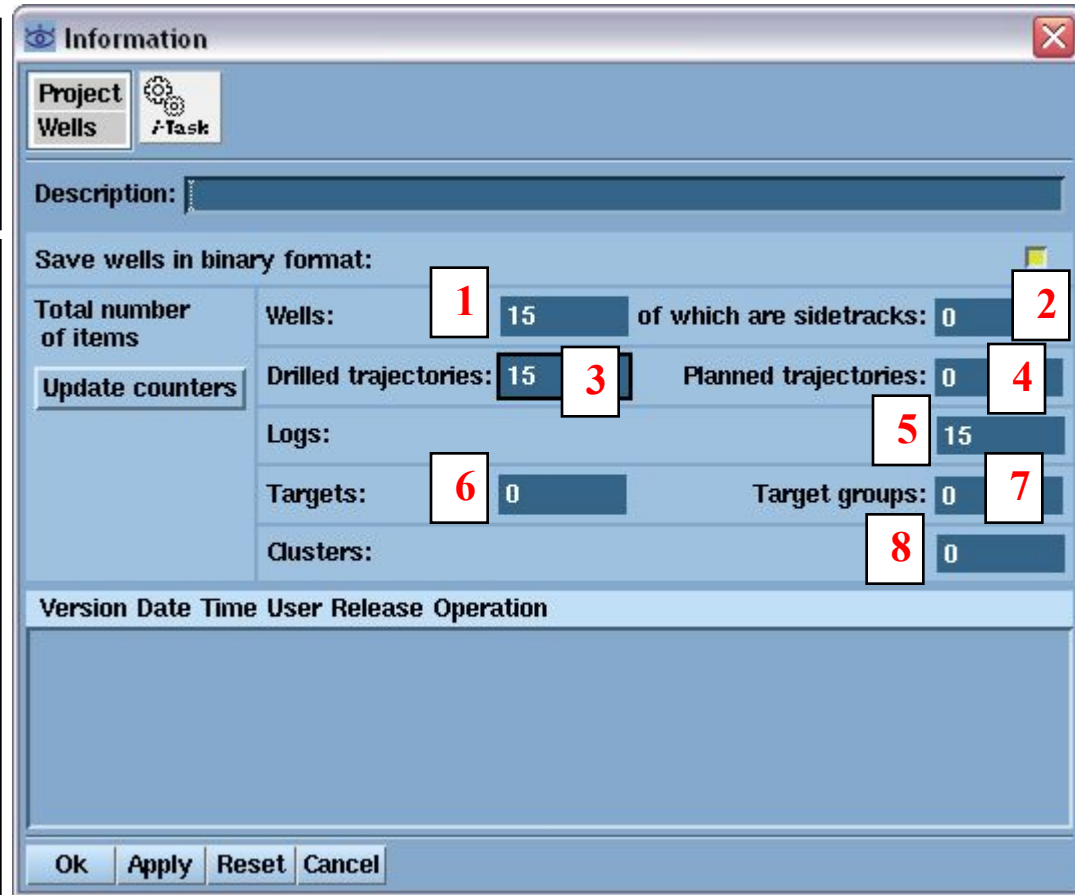 Information
Project
Wells
i-Task
Description:
Save wells in binary format:
Total number
of items
Update counters
Wells: 1 15 of which are sidetracks: 0 2
Drilled trajectories: 15 3 Planned trajectories: 0 4
Logs: 5 15
Targets: 6 0 Target groups: 0 7
Clusters: 8 0
Version Date Time User Release Operation
Ok Apply Reset Cancel